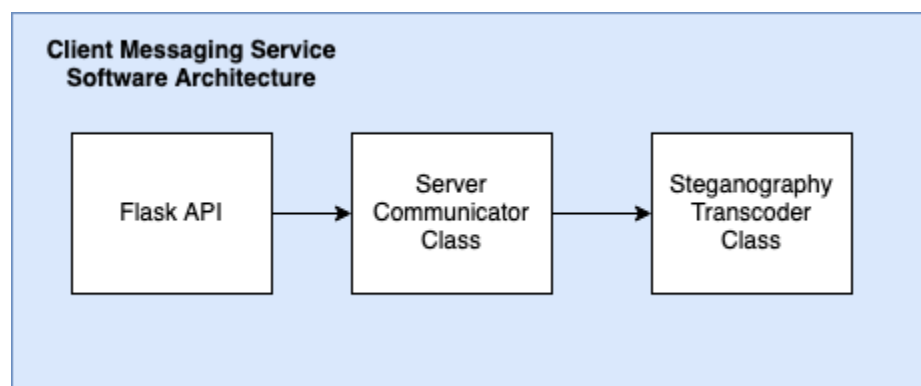 Client Messaging Service
Software Architecture
Flask API
Server
Communicator
Class
Steganography
Transcoder
Class